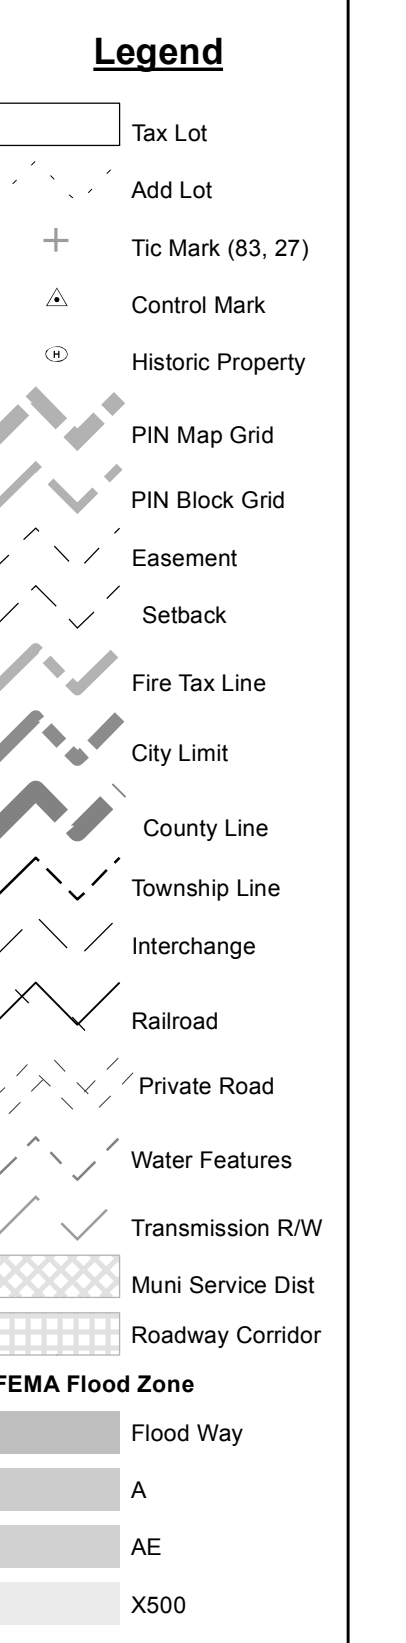 Legend
Tax Lot
Add Lot
Tic Mark (83, 27)
Control Mark
H
Historic Property
PIN Map Grid
PIN Block Grid
Easement
Setback
Fire Tax Line
City Limit
County Line
Township Line
Interchange
Railroad
Private Road
Water Features
Transmission R/W
Muni Service Dist
Roadway Corridor
FEMA Flood Zone
Flood Way
A
AE
X500